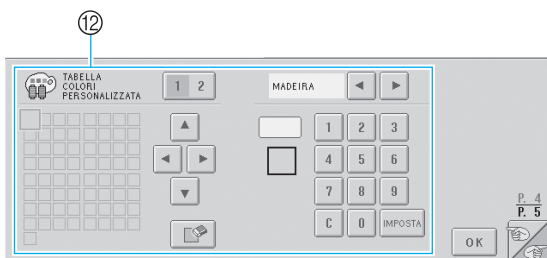 ⑫
TABELLA
COLORI
PERSONALIZZATA
1 2
MADEIRA
1 2 3
4 5 6
7 8 9
C 0 IMPOSTA
P. 4
P. 5
OK